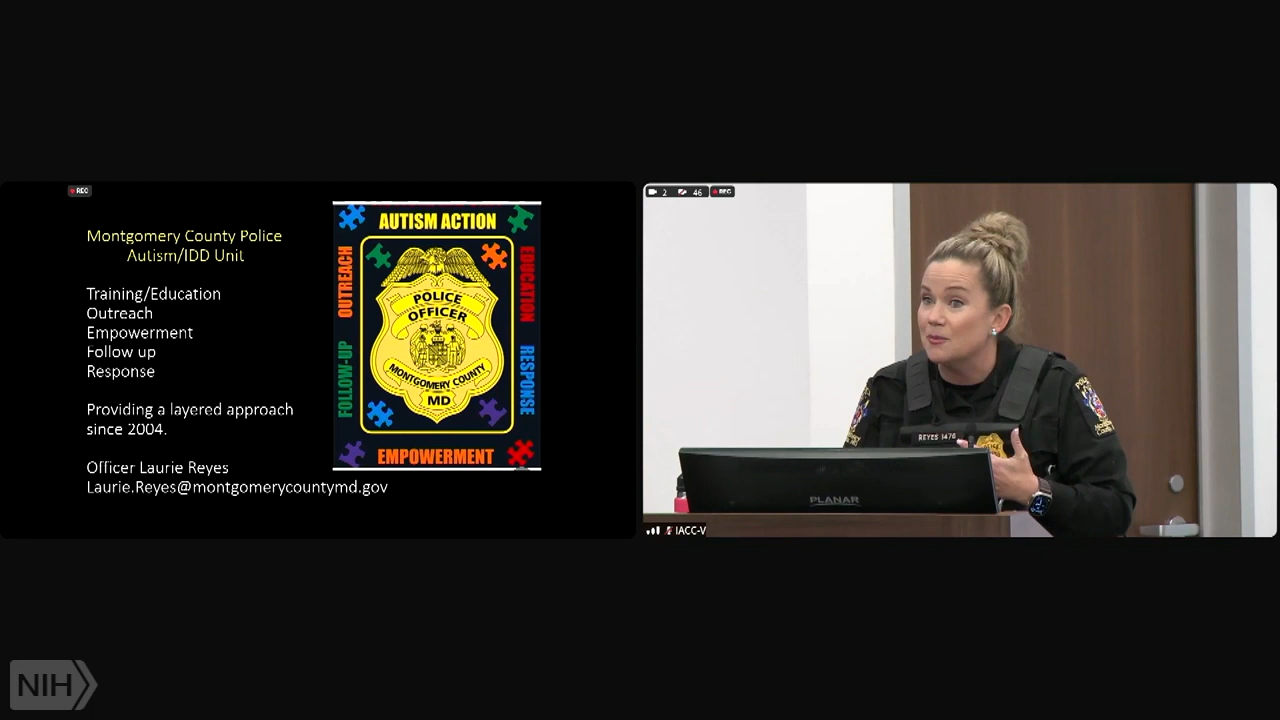 REC
Montgomery County Police
Autism/IDD Unit
Training/Education
Outreach
Empowerment
Follow up
Response
Providing a layered approach
since 2004.
Officer Laurie Reyes
Laurie.Reyes@montgomerycountymd.gov
AUTISM ACTION
OUTREACH
EDUCATION
POLICE
OFFICER
MONTGOMERY COUNTY
MD
FOLLOW-UP
RESPONSE
EMPOWERMENT
2 46 REC
REYES 1476
PLANAR
IACC-V
NIH